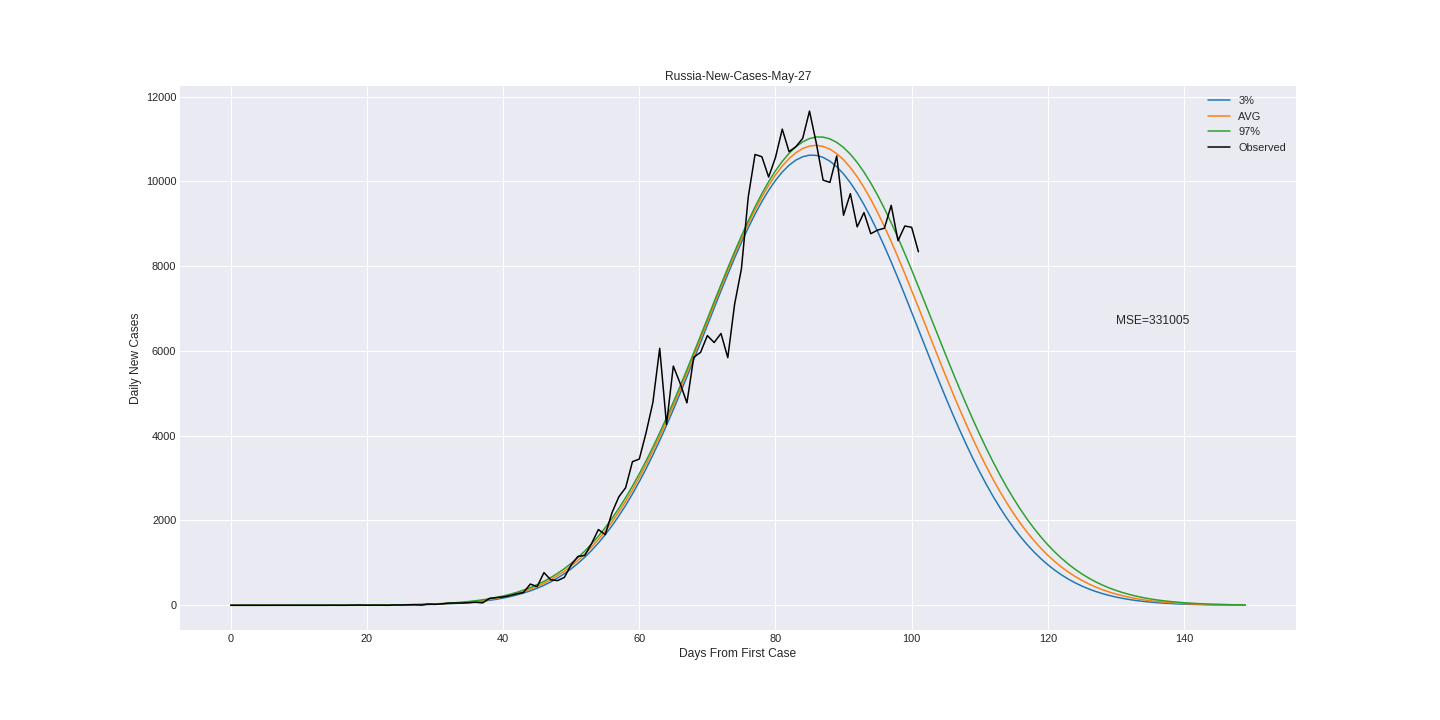 Russia-New-Cases-May-27
12000
10000
8000
6000
4000
2000
0
Daily New Cases
3%
AVG
97%
Observed
MSE=331005
0 20 40 60 80 100 120 140
Days From First Case